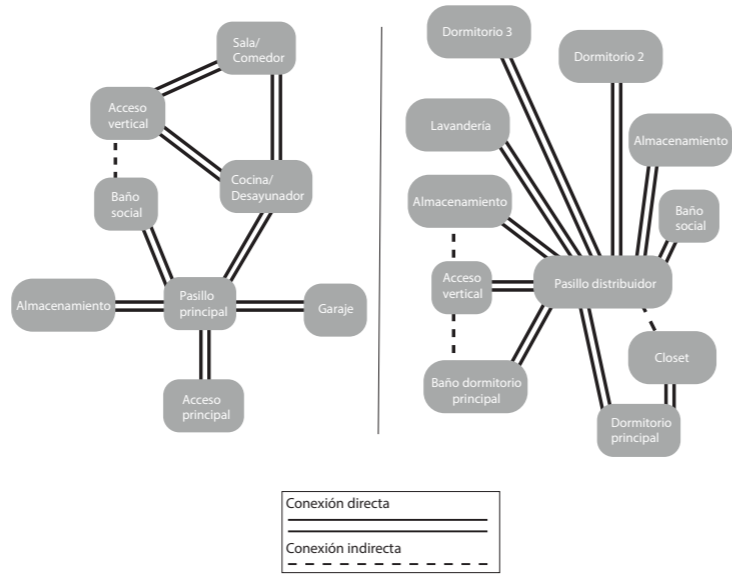 Sala/
Comedor
Acceso
vertical
Cocina/
Desayunador
Baño
social
Almacenamiento
Pasillo
principal
Garaje
Acceso
principal
Dormitorio 3
Dormitorio 2
Lavandería
Almacenamiento
Almacenamiento
Baño
social
Acceso
vertical
Pasillo distribuidor
Closet
Baño dormitorio
principal
Dormitorio
principal
Conexión directa
Conexión indirecta